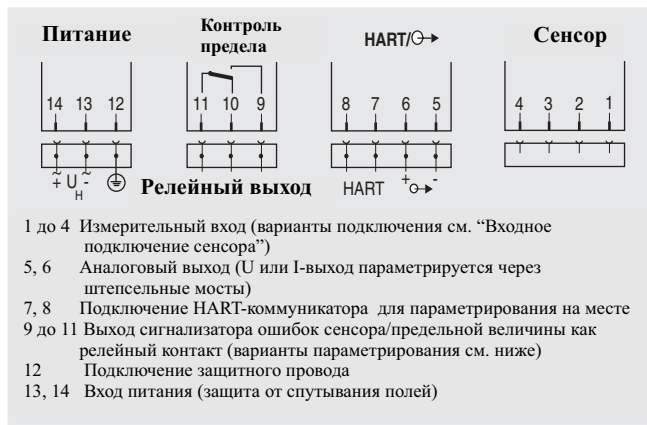 Питание Контроль предела HART/ Сенсор
14 13 12 11 10 9 8 7 6 5 4 3 2 1
+ U H - Релейный выход HART + -
1 до 4 Измерительный вход (варианты подключения см. “Входное
подключение сенсора”)
5, 6 Аналоговый выход (U или I-выход параметрируется через
штепсельные мосты)
7, 8 Подключение HART-коммуникатора для параметрирования на месте
9 до 11 Выход сигнализатора ошибок сенсора/предельной величины как
релейный контакт (варианты параметрирования см. ниже)
12 Подключение защитного провода
13, 14 Вход питания (защита от спутывания полей)